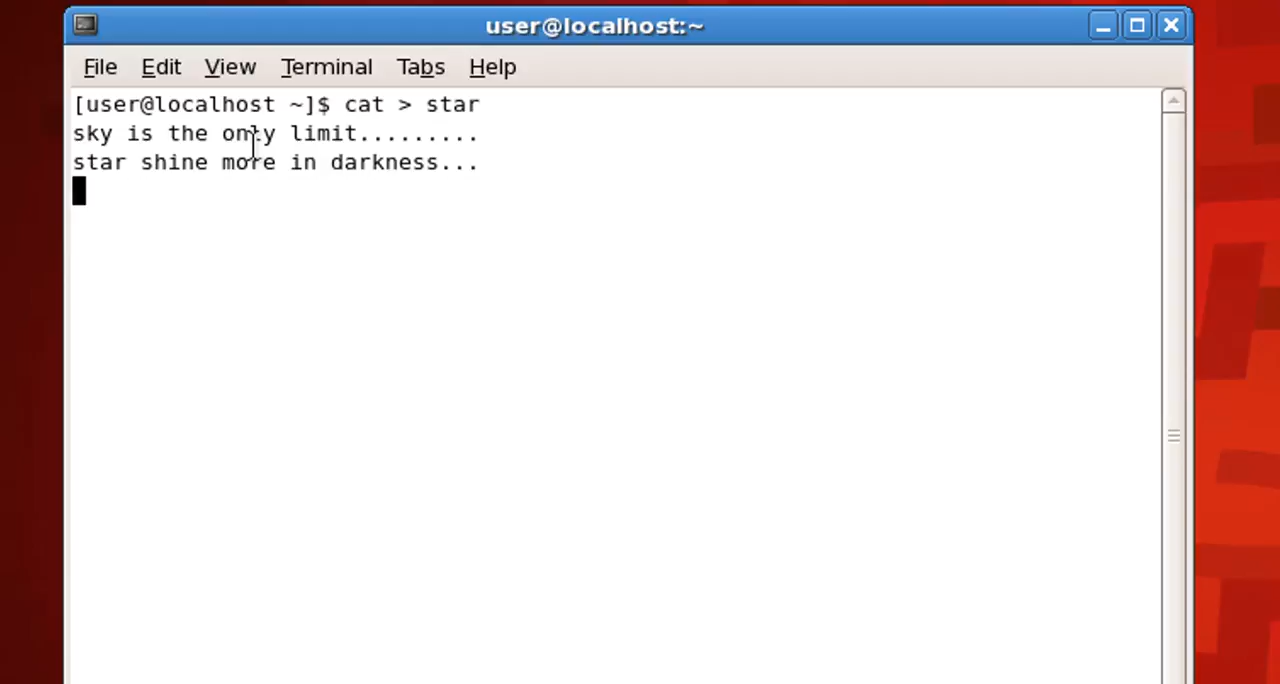 user@localhost:~
File Edit View Terminal Tabs Help
[user@localhost ~]$ cat > star
sky is the only limit.........
star shine more in darkness...